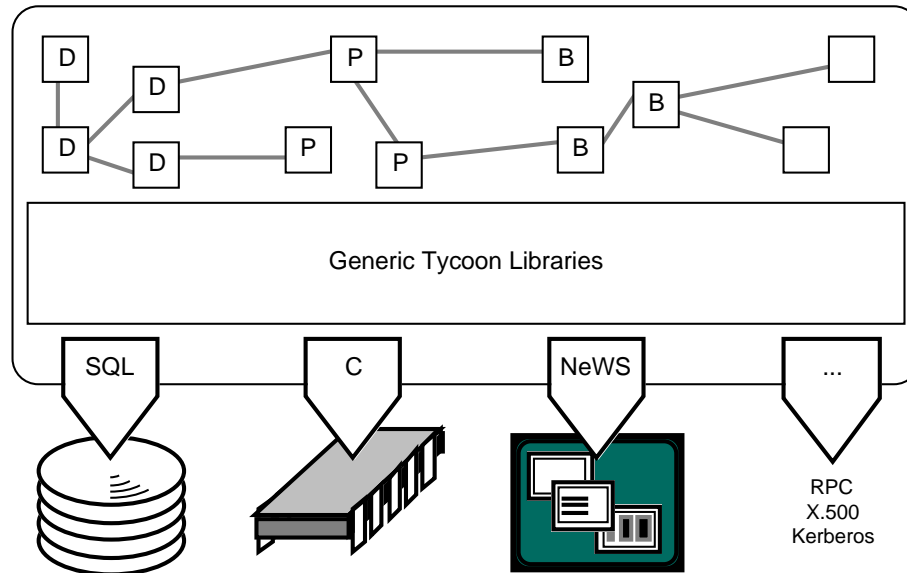 D
P
B
D
B
D
D
P
P
B
Generic Tycoon Libraries
SQL
C
NeWS
...
RPC
X.500
Kerberos